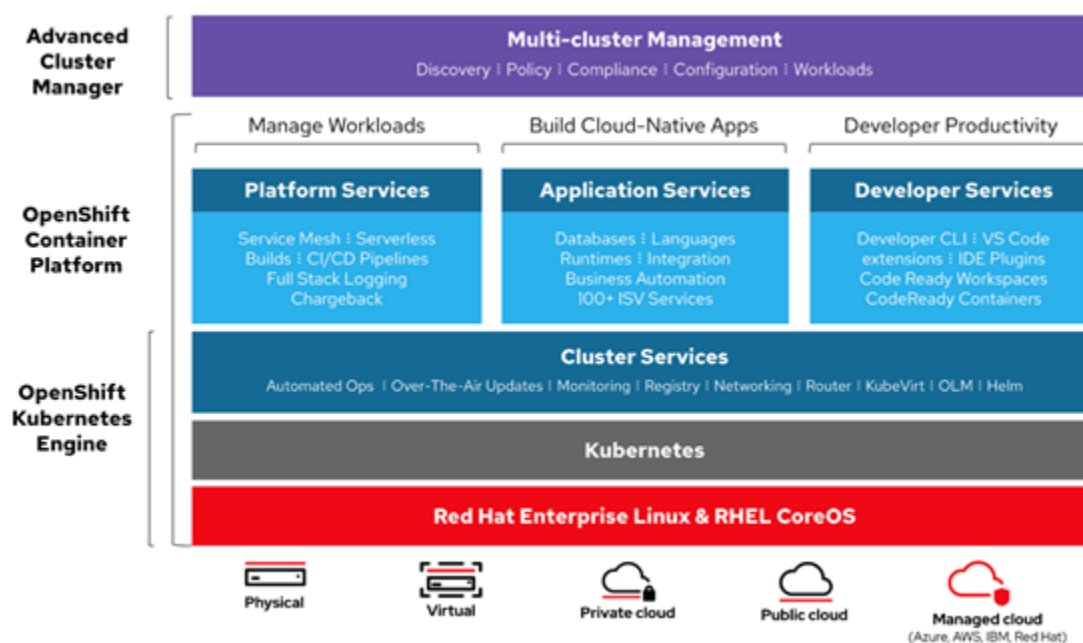 Advanced
Cluster
Manager
Multi-cluster Management
Discovery ⁞ Policy ⁞ Compliance ⁞ Configuration ⁞ Workloads
Manage Workloads
Build Cloud-Native Apps
Developer Productivity
OpenShift
Container
Platform
Platform Services
Service Mesh ⁞ Serverless
Builds ⁞ CI/CD Pipelines
Full Stack Logging
Chargeback
Application Services
Databases ⁞ Languages
Runtimes ⁞ Integration
Business Automation
100+ ISV Services
Developer Services
Developer CLI ⁞ VS Code
extensions ⁞ IDE Plugins
Code Ready Workspaces
CodeReady Containers
OpenShift
Kubernetes
Engine
Cluster Services
Automated Ops ⁞ Over-The-Air Updates ⁞ Monitoring ⁞ Registry ⁞ Networking ⁞ Router ⁞ KubeVirt ⁞ OLM ⁞ Helm
Kubernetes
Red Hat Enterprise Linux & RHEL CoreOS
Physical
Virtual
Private cloud
Public cloud
Managed cloud
(Azure, AWS, IBM, Red Hat)